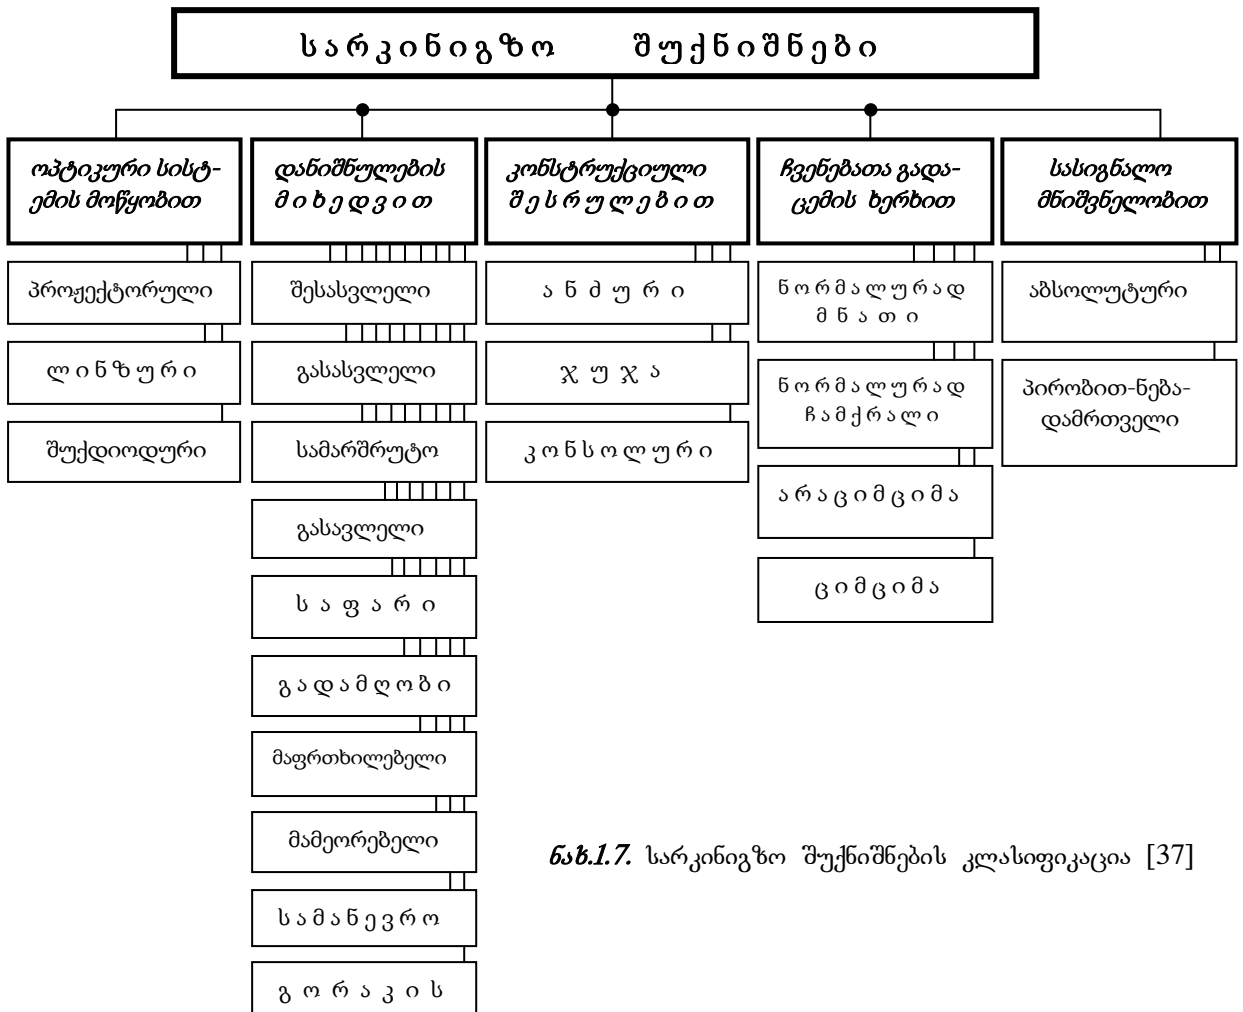 სარკინიგზო შუქნიშნები
ოპტიკური სისტ-
ემის მოწყობით
პროჟექტორული
ლინზური
შუქდიოდური
დანიშნულების
მიხედვით
შესასვლელი
გასასვლელი
სამარშრუტო
გასავლელი
საფარი
გადამღობი
მაფრთხილებელი
მამეორებელი
სამანევრო
გორაკის
კონსტრუქციული
შესრულებით
ანძური
ჯუჯა
კონსოლური
ჩვენებათა გადა-
ცემის ხერხით
ნორმალურად
მნათი
ნორმალურად
ჩამქრალი
არაციმციმა
ციმციმა
სასიგნალო
მნიშვნელობით
აბსოლუტური
პირობით-ნება-
დამრთველი
ნახ.1.7. სარკინიგზო შუქნიშნების კლასიფიკაცია [37]